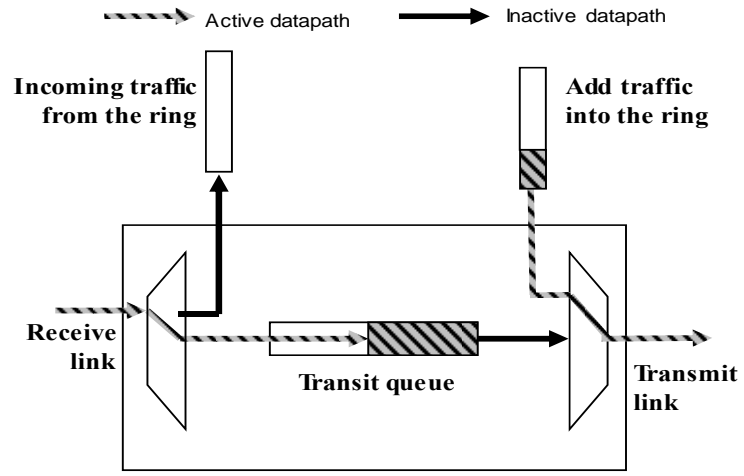 Active datapath
Inactive datapath
Incoming traffic
from the ring
Add traffic
into the ring
Receive
link
Transit queue
Transmit
link